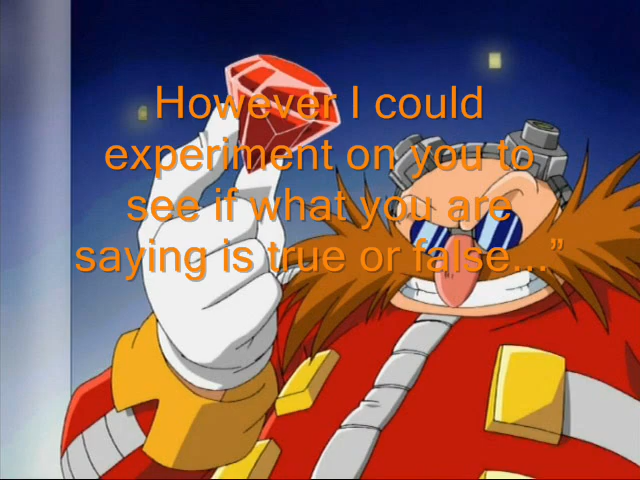 However I could
experiment on you to
see if what you are
saying is true or false...”